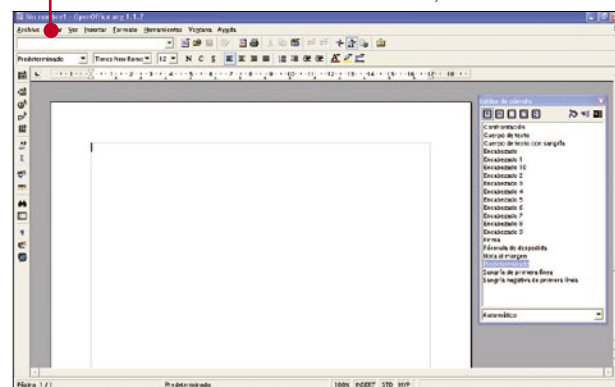 Sin nombre1 - OpenOffice.org 1.1.2
Archivo Ver Insertar Formato Herramientas Ventana Ayuda
Predeterminado Times New Roman 12 N C S
Estilos de párrafo
Confrontación
Cuerpo de texto
Cuerpo de texto con sangría
Encabezado
Encabezado 1
Encabezado 10
Encabezado 2
Encabezado 3
Encabezado 4
Encabezado 5
Encabezado 6
Encabezado 7
Encabezado 8
Encabezado 9
Firma
Fórmula de despedida
Nota al margen
Predeterminado
Sangría de primera línea
Sangría negativa de primera línea
Automático
Página 1 / 1 Predeterminado 100% INSERT STD HYP